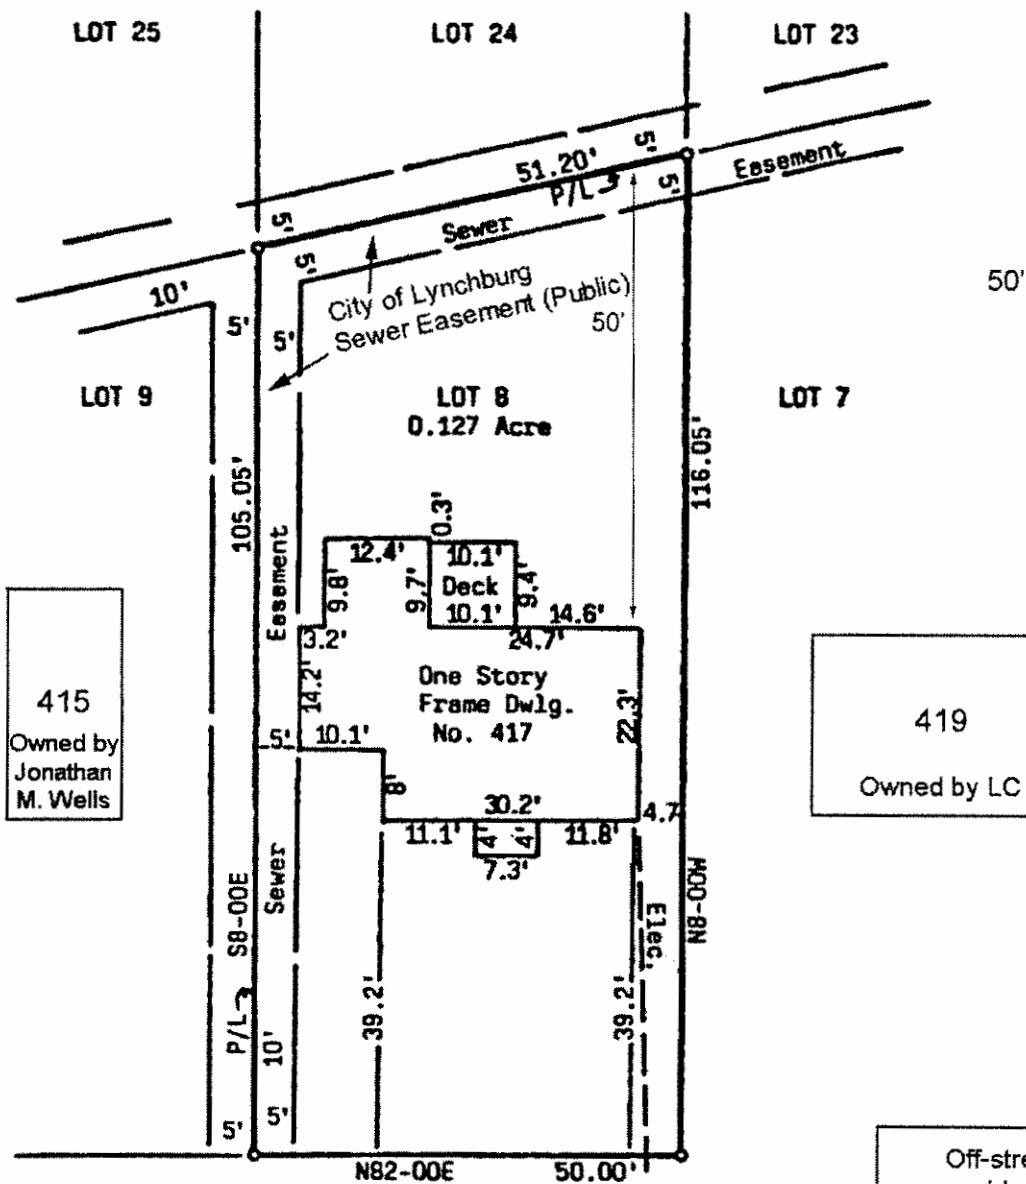 LOT 25
LOT 24
LOT 23
51.20'
5'
P/L
5'
Easement
5'
Sewer
5'
10'
City of Lynchburg
Sewer Easement (Public)
50'
50'
5'
5'
LOT 9
LOT 8
0.127 Acre
LOT 7
105.05'
116.05'
Easement
0.3'
12.4'
10.1'
9.8'
9.7'
Deck
9.4'
10.1'
14.6'
3.2'
24.7'
14.2'
One Story
Frame Dwlg.
No. 417
22.3'
415
Owned by
Jonathan
M. Wells
419
Owned by LC
5'
10.1'
8'
30.2'
4.7
11.1'
4'
4'
11.8'
7.3'
Sewer
S8-00E
N8-00W
Elec.
39.2'
39.2'
P/L
10'
5'
5'
N82-00E
50.00'
Off-stre